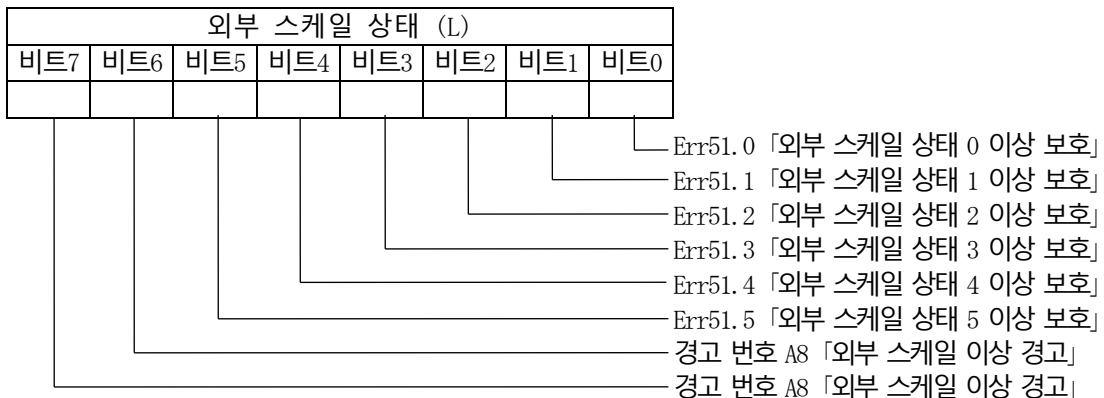 외부 스케일 상태 (L)
비트7 비트6 비트5 비트4 비트3 비트2 비트1 비트0
Err51.0「외부 스케일 상태 0 이상 보호」
Err51.1「외부 스케일 상태 1 이상 보호」
Err51.2「외부 스케일 상태 2 이상 보호」
Err51.3「외부 스케일 상태 3 이상 보호」
Err51.4「외부 스케일 상태 4 이상 보호」
Err51.5「외부 스케일 상태 5 이상 보호」
경고 번호 A8「외부 스케일 이상 경고」
경고 번호 A8「외부 스케일 이상 경고」